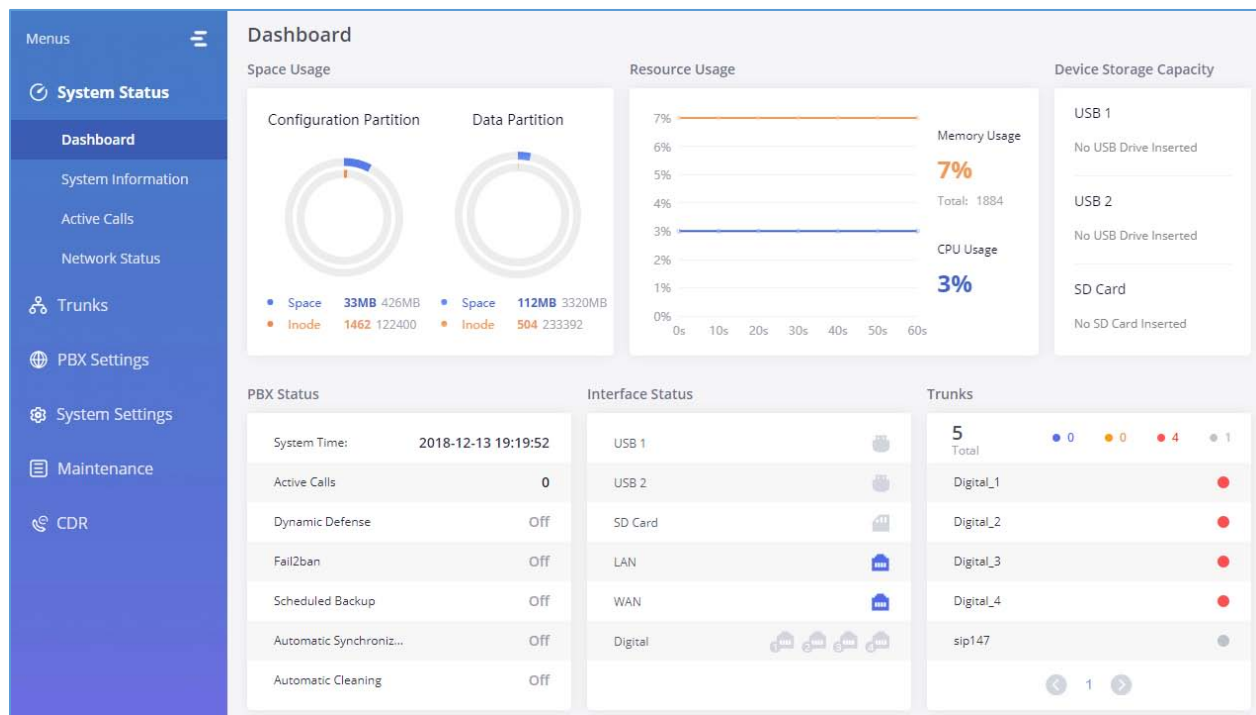 Menus
System Status
Dashboard
System Information
Active Calls
Network Status
Trunks
PBX Settings
System Settings
Maintenance
CDR
Dashboard
Space Usage
Configuration Partition Data Partition
Space 33MB 426MB Space 112MB 3320MB
Inode 1462 122400 Inode 504 233392
Resource Usage
7%
6%
5%
4%
3%
2%
1%
0%
0s 10s 20s 30s 40s 50s 60s
Memory Usage
7%
Total: 1884
CPU Usage
3%
Device Storage Capacity
USB 1
No USB Drive Inserted
USB 2
No USB Drive Inserted
SD Card
No SD Card Inserted
PBX Status
System Time: 2018-12-13 19:19:52
Active Calls 0
Dynamic Defense Off
Fail2ban Off
Scheduled Backup Off
Automatic Synchroniz... Off
Automatic Cleaning Off
Interface Status
USB 1
USB 2
SD Card
LAN
WAN
Digital 1 2 3 4
Trunks
5 0 0 4 1
Total
Digital_1
Digital_2
Digital_3
Digital_4
sip147
1